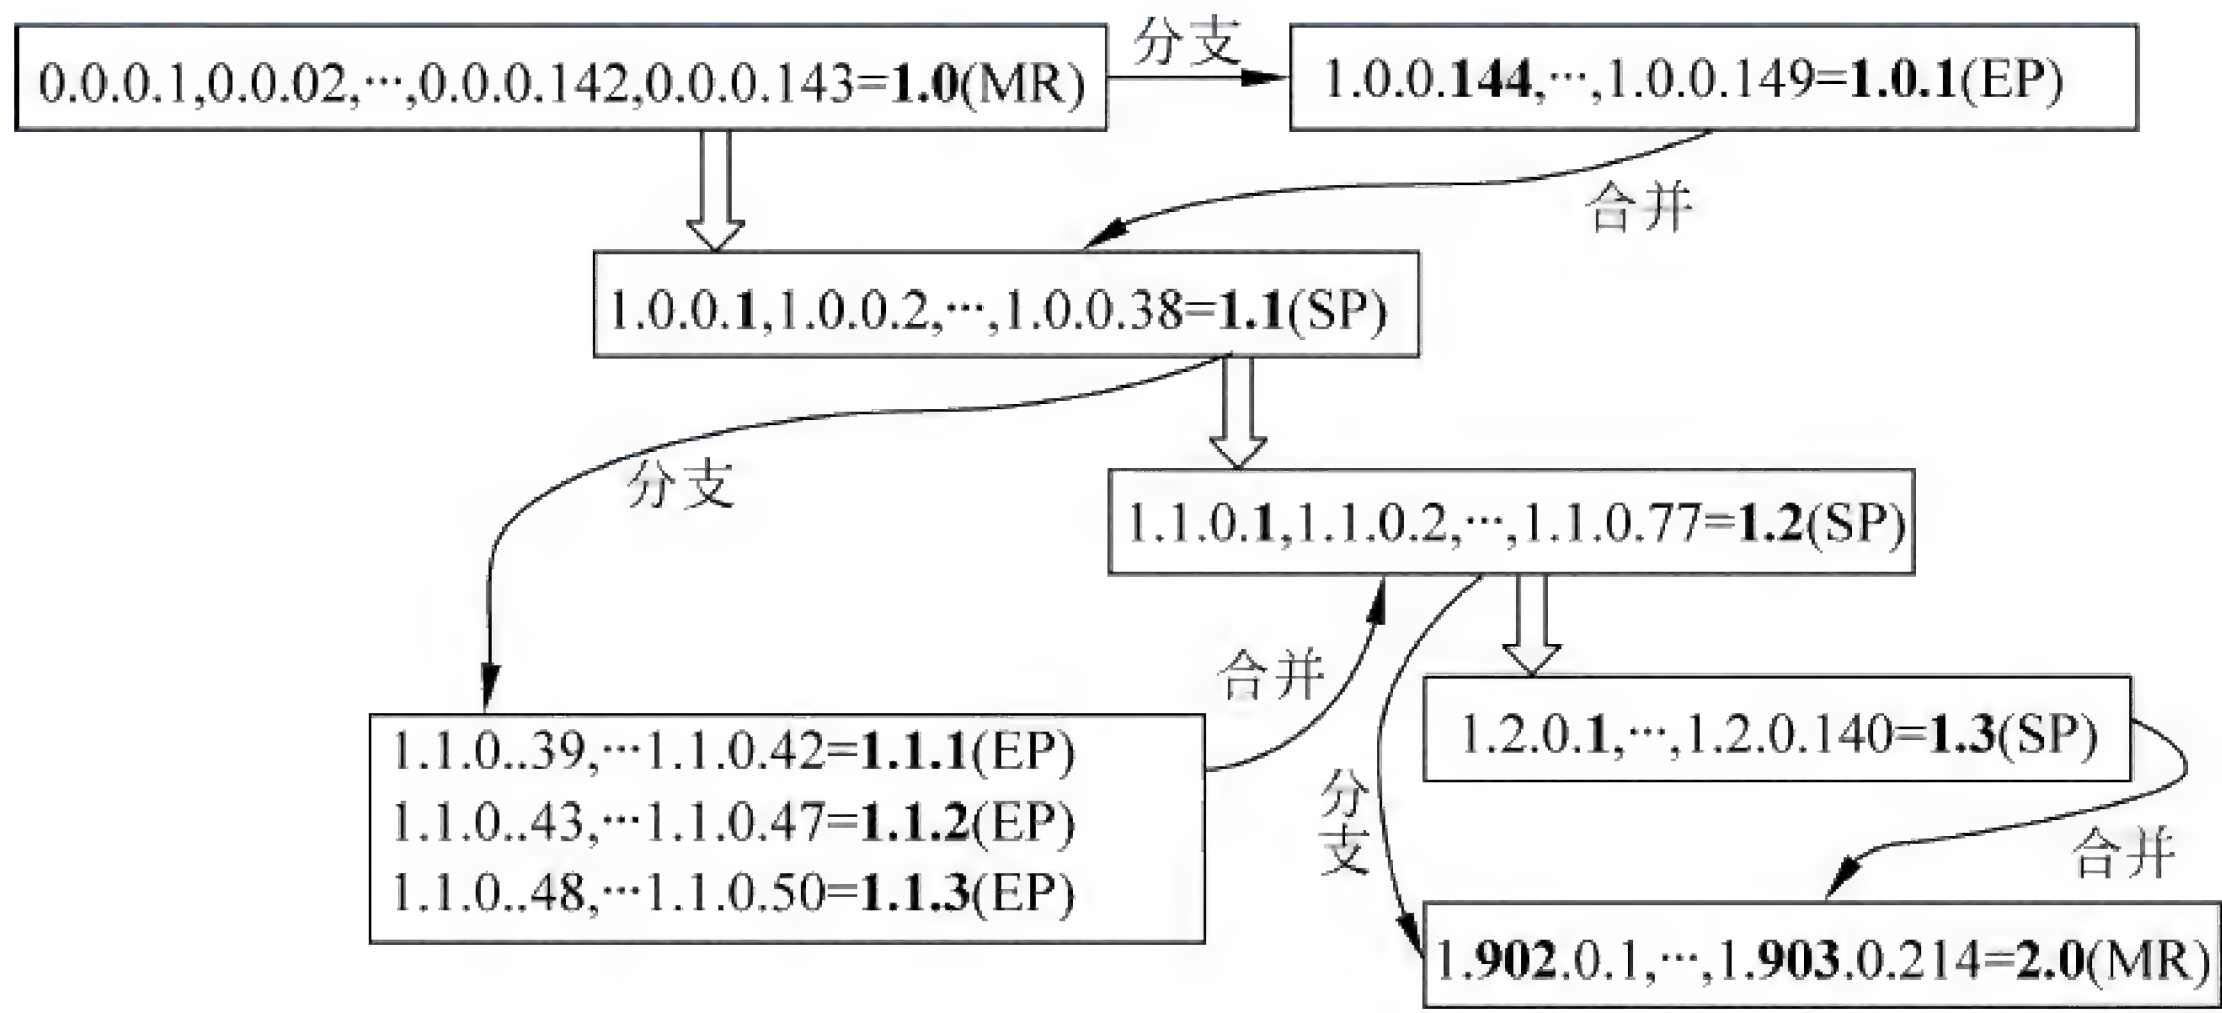 0.0.0.1,0.0.02,···,0.0.0.142,0.0.0.143=1.0(MR)
分支
1.0.0.144,···,1.0.0.149=1.0.1(EP)
合并
1.0.0.1,1.0.0.2,···,1.0.0.38=1.1(SP)
分支
1.1.0.1,1.1.0.2,···,1.1.0.77=1.2(SP)
合并
1.1.0..39,···1.1.0.42=1.1.1(EP)
1.1.0..43,···1.1.0.47=1.1.2(EP)
1.1.0..48,···1.1.0.50=1.1.3(EP)
1.2.0.1,···,1.2.0.140=1.3(SP)
分支
合并
1.902.0.1,···,1.903.0.214=2.0(MR)